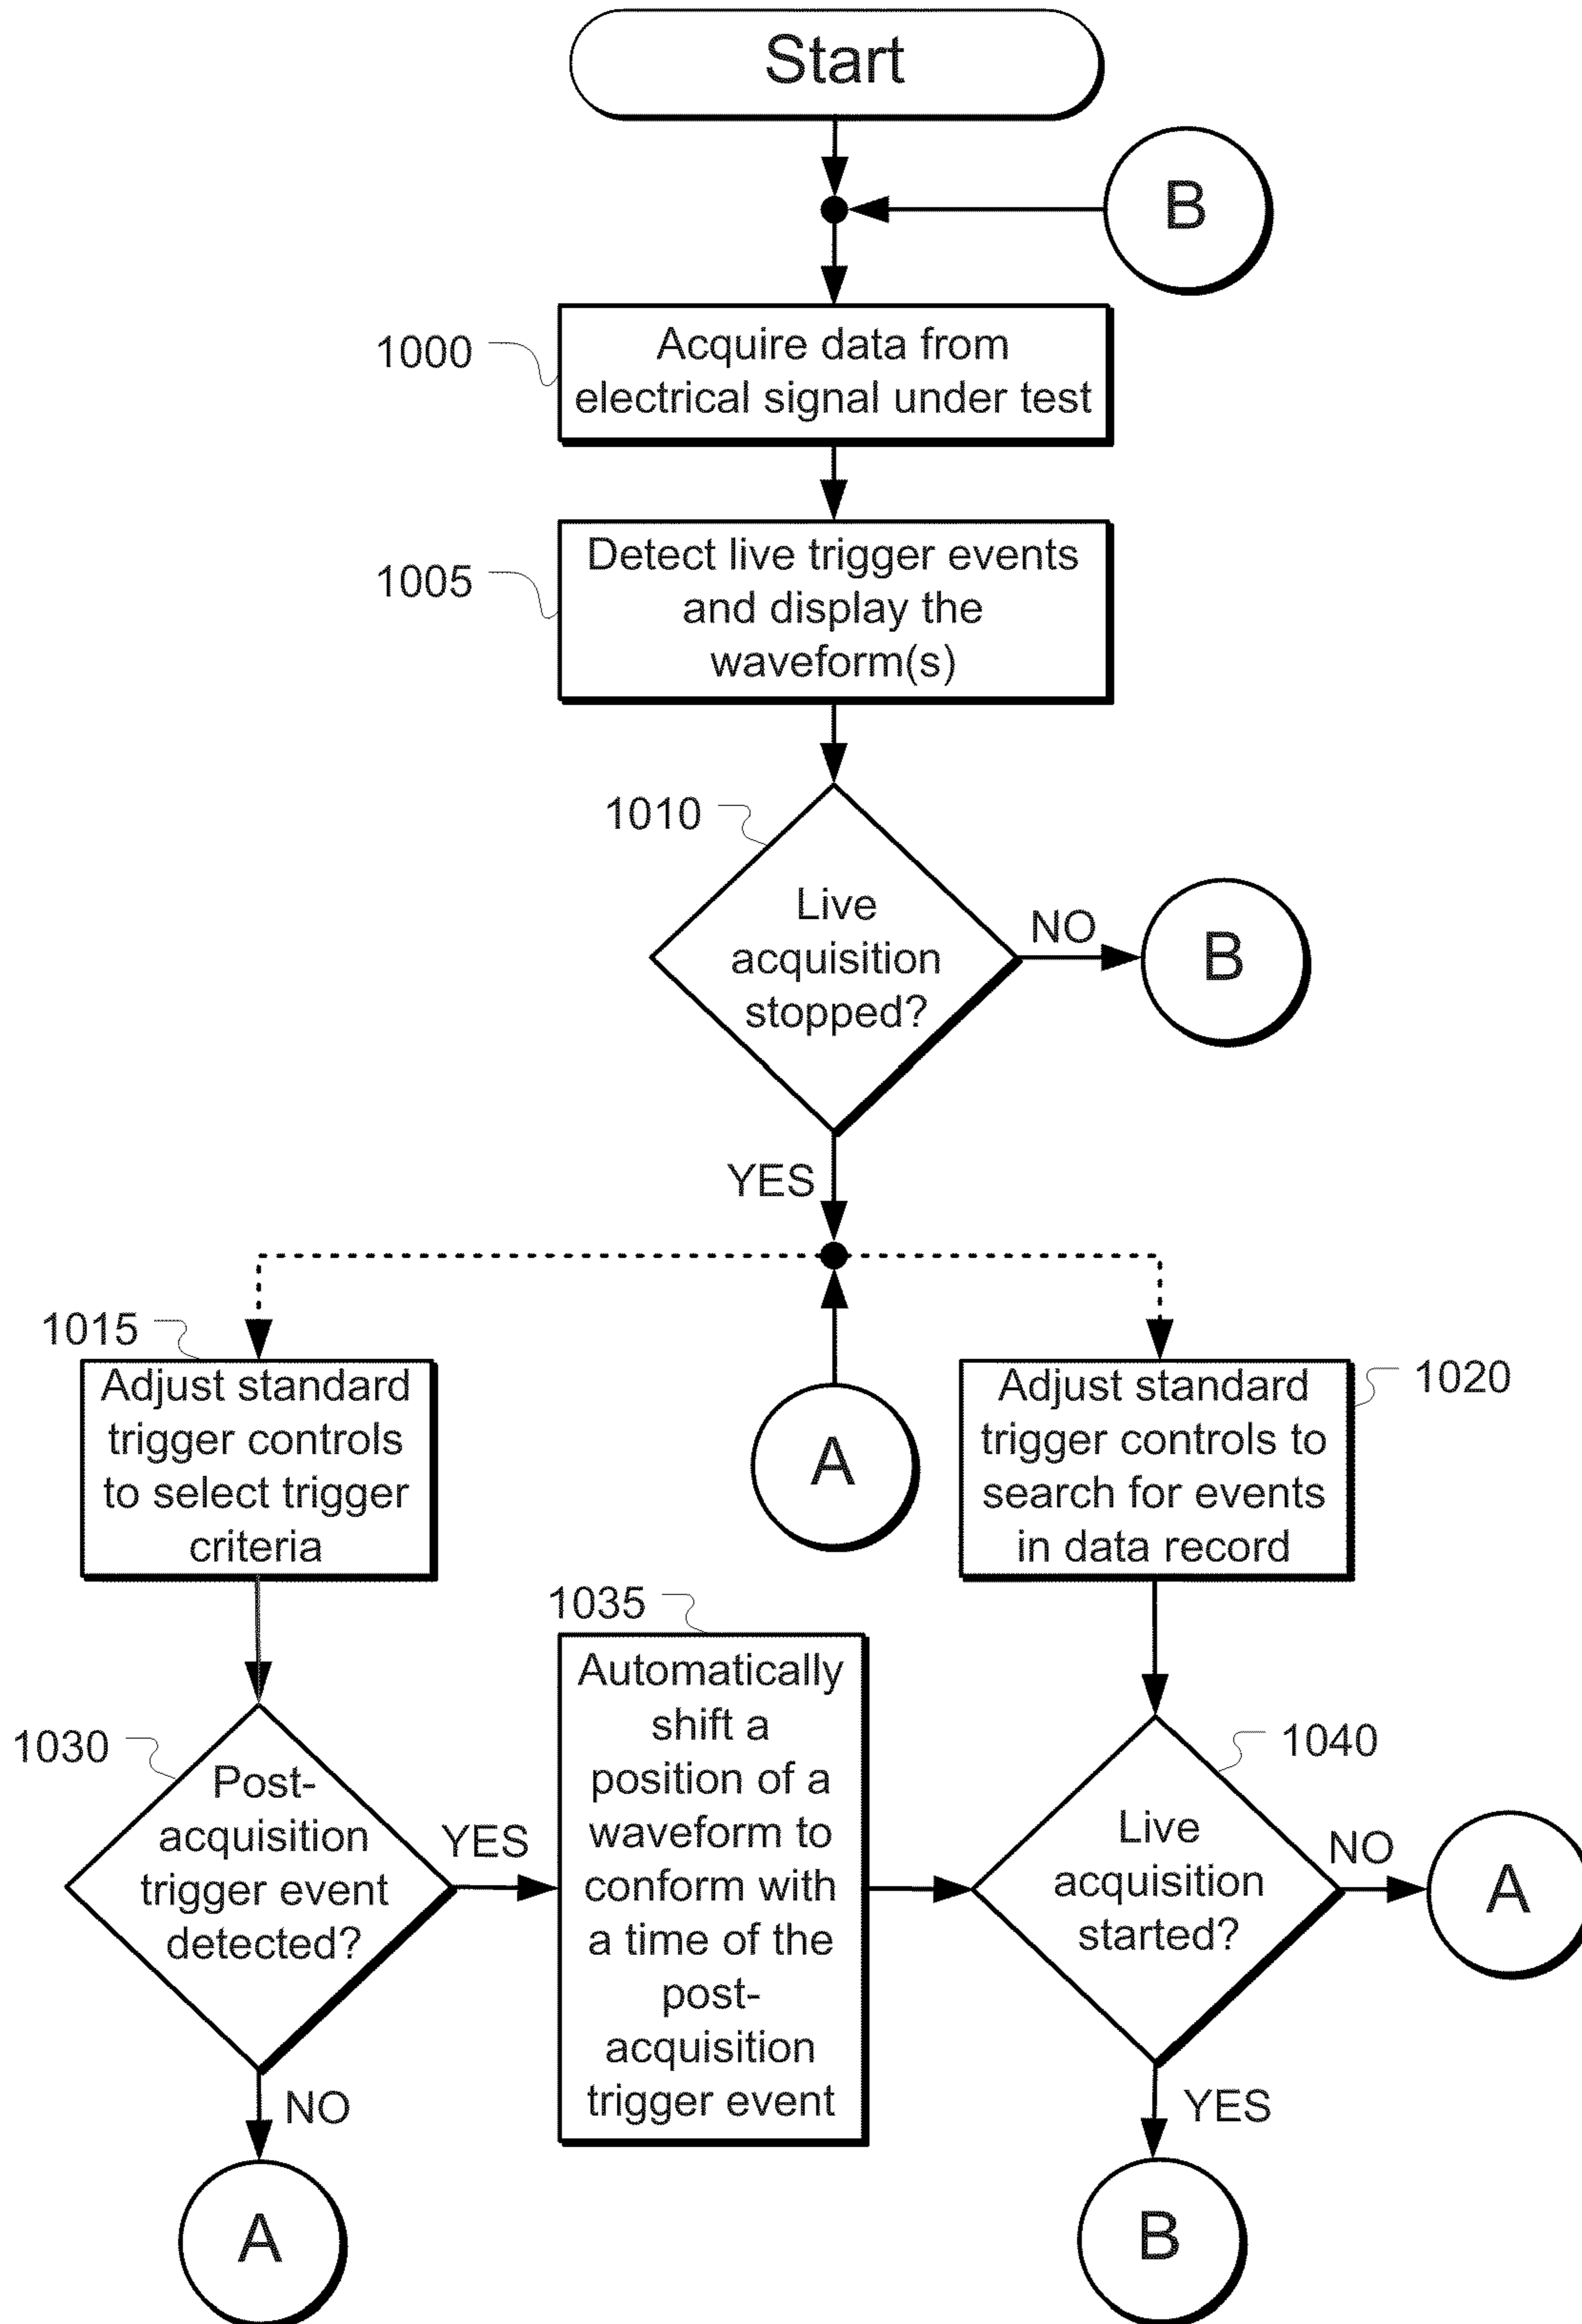 Start
B
1000
Acquire data from
electrical signal under test
1005
Detect live trigger events
and display the
waveform(s)
1010
Live
acquisition
stopped?
NO
B
YES
1015
Adjust standard
trigger controls
to select trigger
criteria
A
1020
Adjust standard
trigger controls to
search for events
in data record
1030
Post-
acquisition
trigger event
detected?
YES
NO
A
1035
Automatically
shift a
position of a
waveform to
conform with
a time of the
post-
acquisition
trigger event
1040
Live
acquisition
started?
NO
A
YES
B